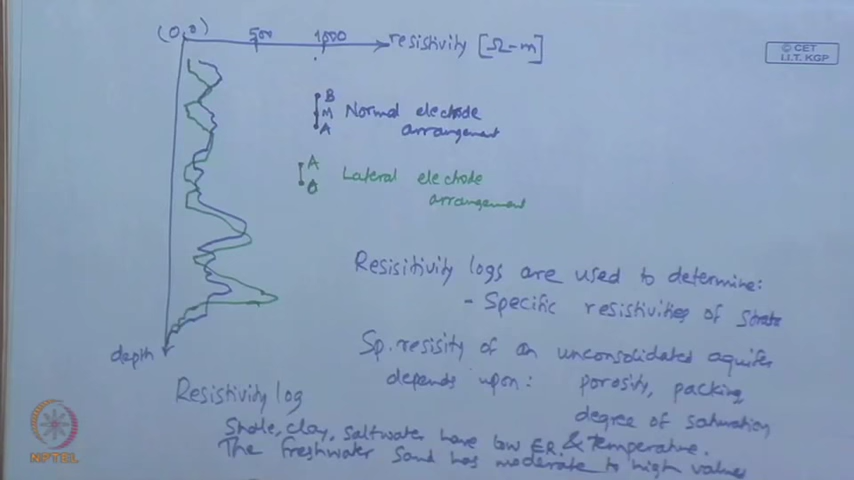 (0,0) 500 1000 resistivity [Ω-m]
© CET
I.I.T. KGP
B
M Normal electrode
A arrangement
A Lateral electrode
O arrangement
Resisitivity logs are used to determine:
- Specific resistivities of strata
Sp. resisity of an unconsolidated aquifer
depends upon: porosity, packing
degree of saturation
& Temperature.
depth
Resistivity log
Shale, clay, saltwater have low ER.
The freshwater sand has moderate to high values
NPTEL